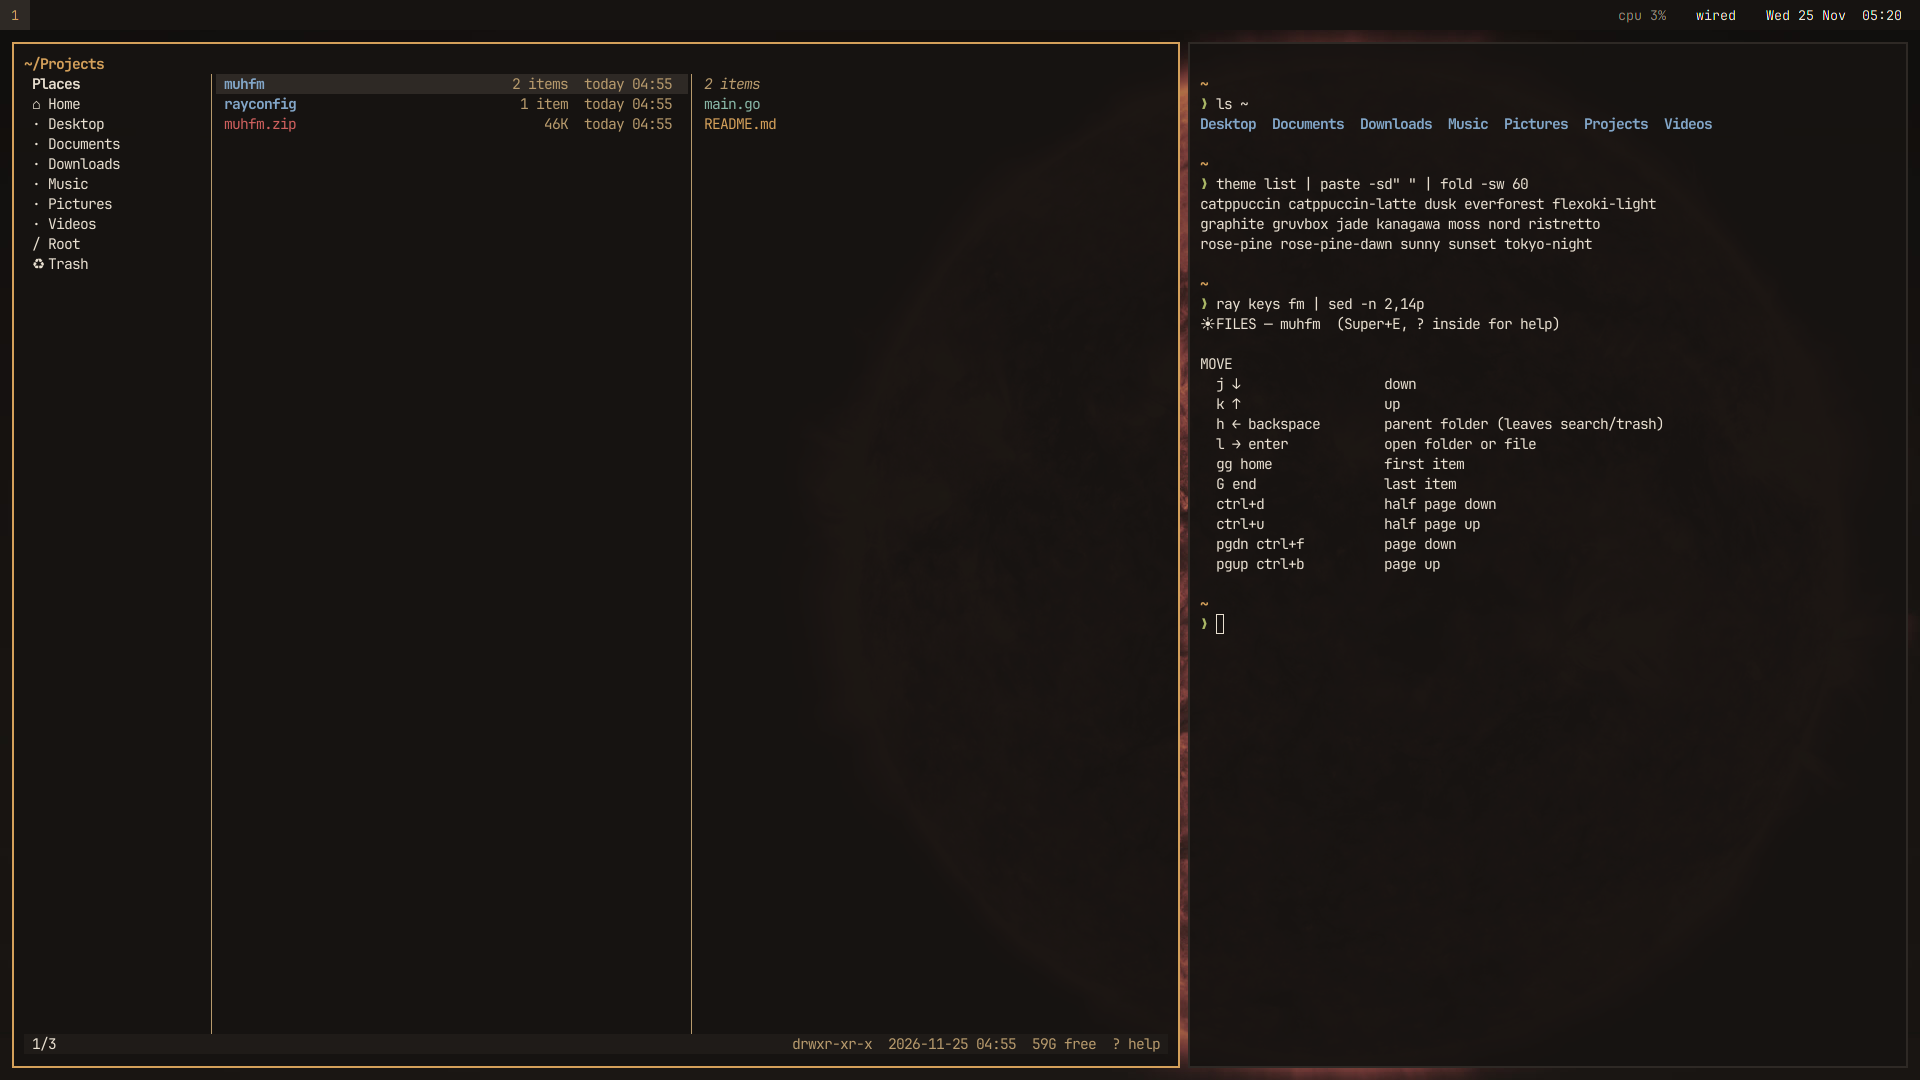 1
cpu 3% wired Wed 25 Nov 05:20
~/Projects
Places
⌂ Home
· Desktop
· Documents
· Downloads
· Music
· Pictures
· Videos
/ Root
♻ Trash
muhfm 2 items today 04:55
rayconfig 1 item today 04:55
muhfm.zip 46K today 04:55
2 items
main.go
README.md
1/3 drwxr-xr-x 2026-11-25 04:55 59G free ? help
~
❯ ls ~
Desktop Documents Downloads Music Pictures Projects Videos
~
❯ theme list | paste -sd" " | fold -sw 60
catppuccin catppuccin-latte dusk everforest flexoki-light
graphite gruvbox jade kanagawa moss nord ristretto
rose-pine rose-pine-dawn sunny sunset tokyo-night
~
❯ ray keys fm | sed -n 2,14p
☀FILES — muhfm (Super+E, ? inside for help)
MOVE
j ↓ down
k ↑ up
h ← backspace parent folder (leaves search/trash)
l → enter open folder or file
gg home first item
G end last item
ctrl+d half page down
ctrl+u half page up
pgdn ctrl+f page down
pgup ctrl+b page up
~
❯